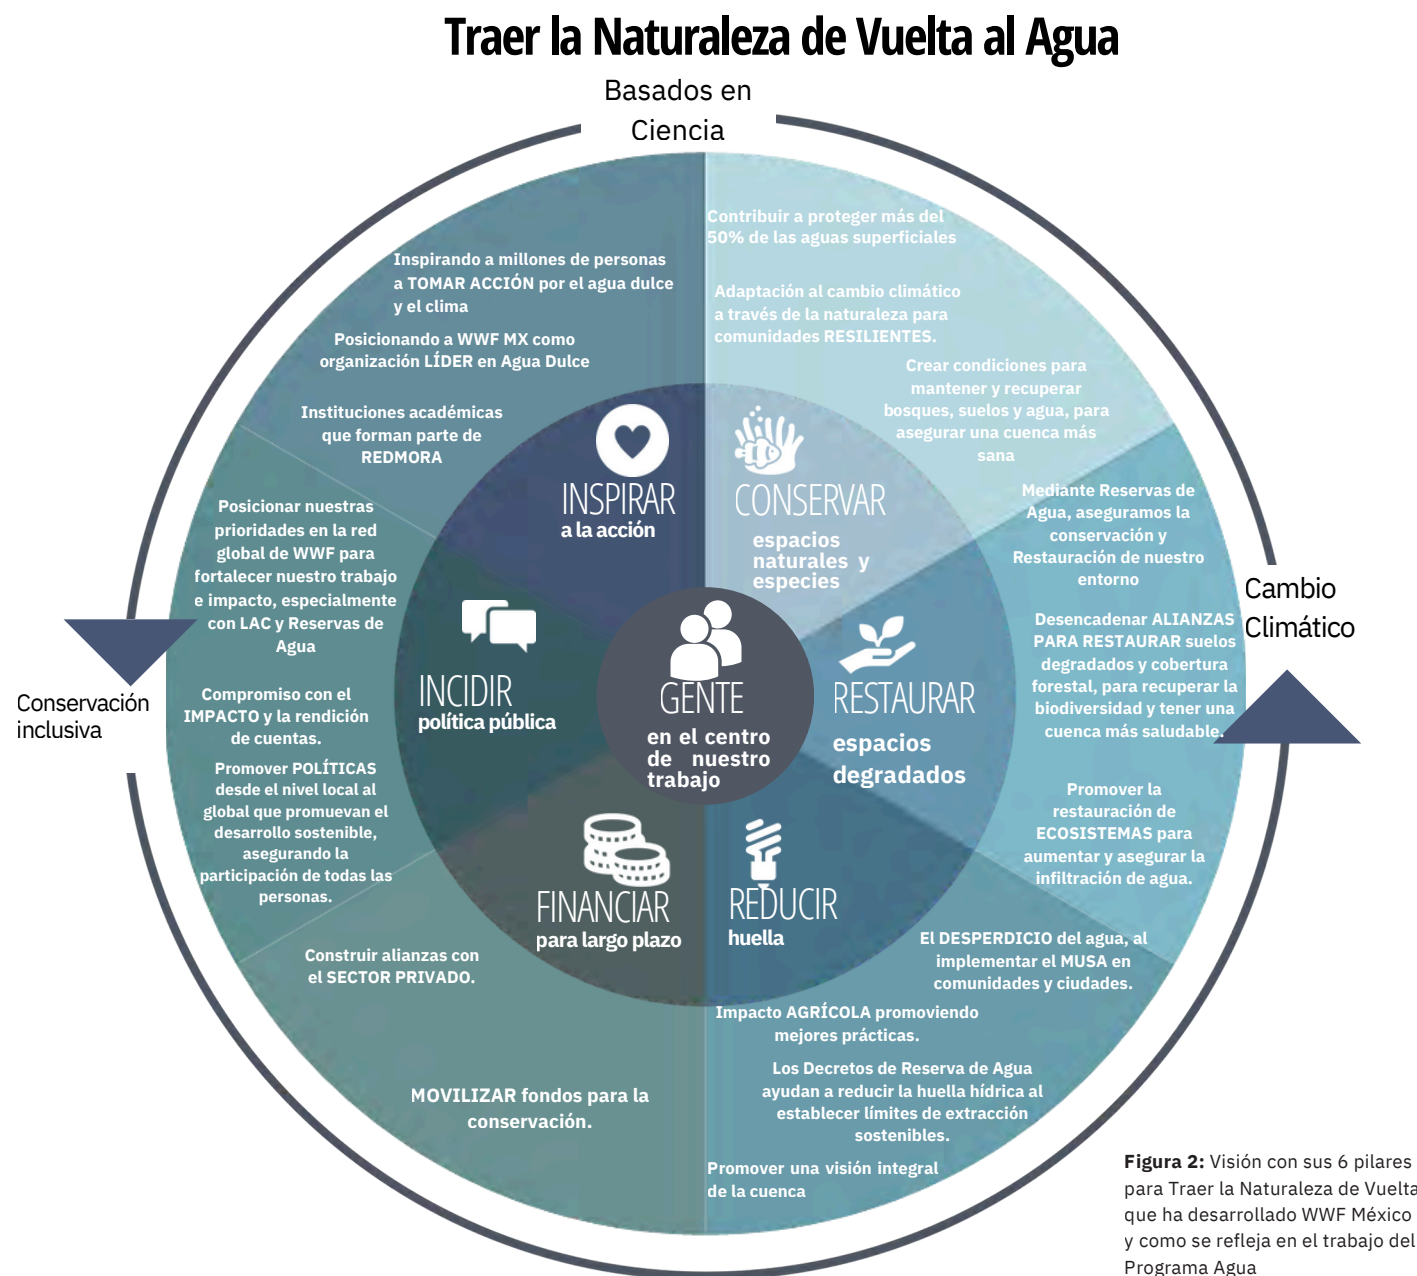 Traer la Naturaleza de Vuelta al Agua
Basados en
Ciencia
Contribuir a proteger más del
50% de las aguas superficiales
Adaptación al cambio climático
a través de la naturaleza para
comunidades RESILIENTES.
Crear condiciones para
mantener y recuperar
bosques, suelos y agua, para
asegurar una cuenca más
sana
CONSERVAR
espacios
naturales y
especies
Mediante Reservas de
Agua, aseguramos la
conservación y
Restauración de nuestro
entorno
Desencadenar ALIANZAS
PARA RESTAURAR suelos
degradados y cobertura
forestal, para recuperar la
biodiversidad y tener una
cuenca más saludable.
Promover la
restauración de
ECOSISTEMAS para
aumentar y asegurar la
infiltración de agua.
RESTAURAR
espacios
degradados
Cambio
Climático
El DESPERDICIO del agua, al
implementar el MUSA en
comunidades y ciudades.
Impacto AGRÍCOLA promoviendo
mejores prácticas.
Los Decretos de Reserva de Agua
ayudan a reducir la huella hídrica al
establecer límites de extracción
sostenibles.
Promover una visión integral
de la cuenca
REDUCIR
huella
FINANCIAR
para largo plazo
Construir alianzas con
el SECTOR PRIVADO.
MOVILIZAR fondos para la
conservación.
INCIDIR
política pública
Posicionar nuestras
prioridades en la red
global de WWF para
fortalecer nuestro trabajo
e impacto, especialmente
con LAC y Reservas de
Agua
Compromiso con el
IMPACTO y la rendición
de cuentas.
Promover POLÍTICAS
desde el nivel local al
global que promuevan el
desarrollo sostenible,
asegurando la
participación de todas las
personas.
Conservación
inclusiva
INSPIRAR
a la acción
Inspirando a millones de personas
a TOMAR ACCIÓN por el agua dulce
y el clima
Posicionando a WWF MX como
organización LÍDER en Agua Dulce
Instituciones académicas
que forman parte de
REDMORA
GENTE
en el centro
de nuestro
trabajo
Figura 2: Visión con sus 6 pilares
para Traer la Naturaleza de Vuelta
que ha desarrollado WWF México
y como se refleja en el trabajo del
Programa Agua